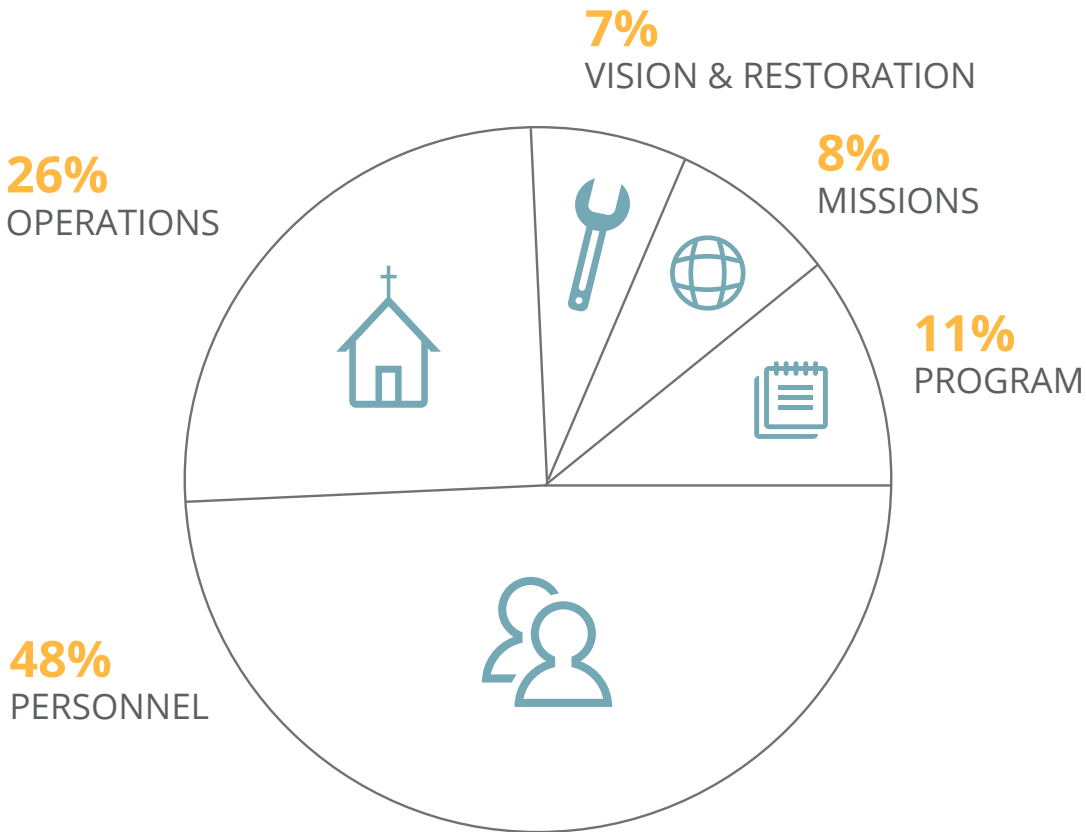 7%
VISION & RESTORATION
8%
MISSIONS
26%
OPERATIONS
11%
PROGRAM
48%
PERSONNEL